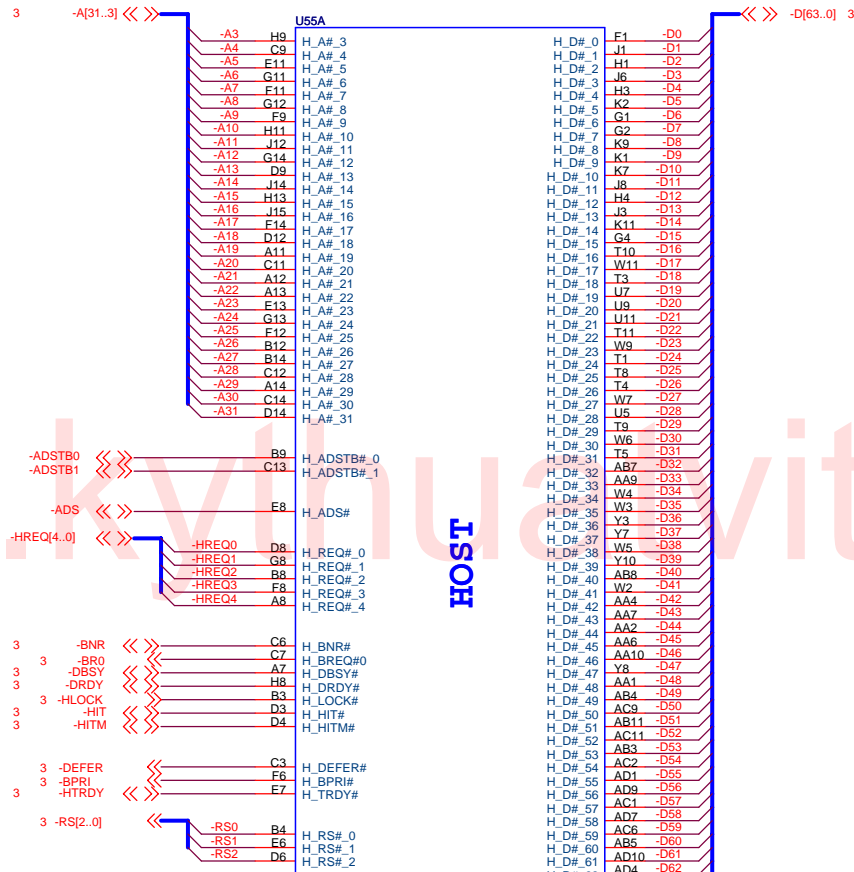 3 -A[31..3] U55A -D[63..0] 3
-A3 H9 H_A#_3 H_D#_0 F1 -D0
-A4 C9 H_A#_4 H_D#_1 J1 -D1
-A5 E11 H_A#_5 H_D#_2 H1 -D2
-A6 G11 H_A#_6 H_D#_3 J6 -D3
-A7 F11 H_A#_7 H_D#_4 H3 -D4
-A8 G12 H_A#_8 H_D#_5 K2 -D5
-A9 F9 H_A#_9 H_D#_6 G1 -D6
-A10 H11 H_A#_10 H_D#_7 G2 -D7
-A11 J12 H_A#_11 H_D#_8 K9 -D8
-A12 G14 H_A#_12 H_D#_9 K1 -D9
-A13 D9 H_A#_13 H_D#_10 K7 -D10
-A14 J14 H_A#_14 H_D#_11 J8 -D11
-A15 H13 H_A#_15 H_D#_12 H4 -D12
-A16 J15 H_A#_16 H_D#_13 J3 -D13
-A17 F14 H_A#_17 H_D#_14 K11 -D14
-A18 D12 H_A#_18 H_D#_15 G4 -D15
-A19 A11 H_A#_19 H_D#_16 T10 -D16
-A20 C11 H_A#_20 H_D#_17 W11 -D17
-A21 A12 H_A#_21 H_D#_18 T3 -D18
-A22 A13 H_A#_22 H_D#_19 U7 -D19
-A23 E13 H_A#_23 H_D#_20 U9 -D20
-A24 G13 H_A#_24 H_D#_21 U11 -D21
-A25 F12 H_A#_25 H_D#_22 T11 -D22
-A26 B12 H_A#_26 H_D#_23 W9 -D23
-A27 B14 H_A#_27 H_D#_24 T1 -D24
-A28 C12 H_A#_28 H_D#_25 T8 -D25
-A29 A14 H_A#_29 H_D#_26 T4 -D26
-A30 C14 H_A#_30 H_D#_27 W7 -D27
-A31 D14 H_A#_31 H_D#_28 U5 -D28
H_D#_29 T9 -D29
H_D#_30 W6 -D30
-ADSTB0 B9 H_ADSTB#_0 H_D#_31 T5 -D31
-ADSTB1 C13 H_ADSTB#_1 H_D#_32 AB7 -D32
H_D#_33 AA9 -D33
H_D#_34 W4 -D34
-ADS E8 H_ADS# H_D#_35 W3 -D35
H_D#_36 Y3 -D36
-HREQ[4..0] H_D#_37 Y7 -D37
-HREQ0 D8 H_REQ#_0 H_D#_38 W5 -D38
-HREQ1 G8 H_REQ#_1 H_D#_39 Y10 -D39
-HREQ2 B8 H_REQ#_2 H_D#_40 AB8 -D40
-HREQ3 F8 H_REQ#_3 H_D#_41 W2 -D41
-HREQ4 A8 H_REQ#_4 H_D#_42 AA4 -D42
HOST
H_D#_43 AA7 -D43
H_D#_44 AA2 -D44
3 -BNR C6 H_BNR# H_D#_45 AA6 -D45
3 -BR0 C7 H_BREQ#0 H_D#_46 AA10 -D46
3 -DBSY A7 H_DBSY# H_D#_47 Y8 -D47
3 -DRDY H8 H_DRDY# H_D#_48 AA1 -D48
3 -HLOCK B3 H_LOCK# H_D#_49 AB4 -D49
3 -HIT D3 H_HIT# H_D#_50 AC9 -D50
3 -HITM D4 H_HITM# H_D#_51 AB11 -D51
H_D#_52 AC11 -D52
H_D#_53 AB3 -D53
3 -DEFER C3 H_DEFER# H_D#_54 AC2 -D54
3 -BPRI F6 H_BPRI# H_D#_55 AD1 -D55
3 -HTRDY E7 H_TRDY# H_D#_56 AD9 -D56
H_D#_57 AC1 -D57
3 -RS[2..0] H_D#_58 AD7 -D58
-RS0 B4 H_RS#_0 H_D#_59 AC6 -D59
-RS1 E6 H_RS#_1 H_D#_60 AB5 -D60
-RS2 D6 H_RS#_2 H_D#_61 AD10 -D61
AD4 -D62
.kythuatvit